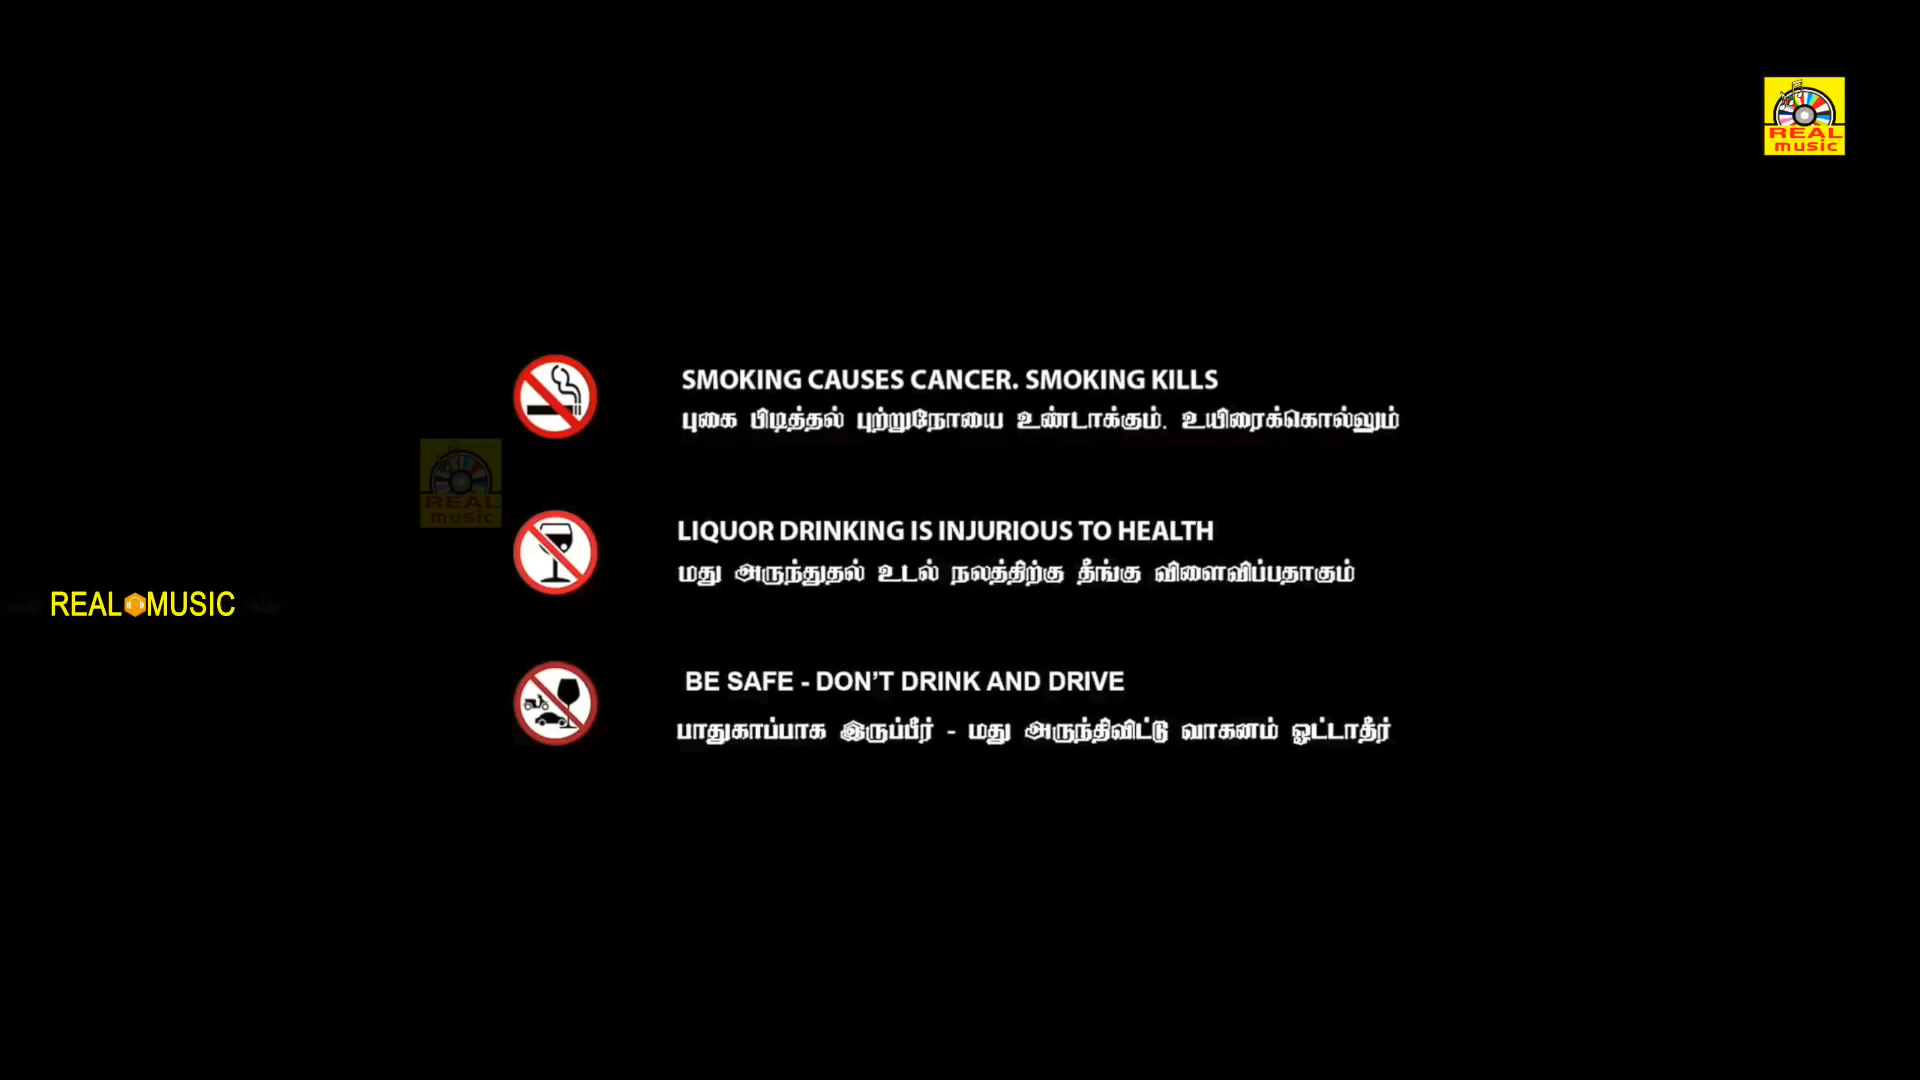 REAL
music
SMOKING CAUSES CANCER. SMOKING KILLS
புகை பிடித்தல் புற்றுநோயை உண்டாக்கும். உயிரைக்கொல்லும்
REAL
music
LIQUOR DRINKING IS INJURIOUS TO HEALTH
மது அருந்துதல் உடல் நலத்திற்கு தீங்கு விளைவிப்பதாகும்
REAL MUSIC
BE SAFE - DON'T DRINK AND DRIVE
பாதுகாப்பாக இருப்பீர் - மது அருந்திவிட்டு வாகனம் ஓட்டாதீர்